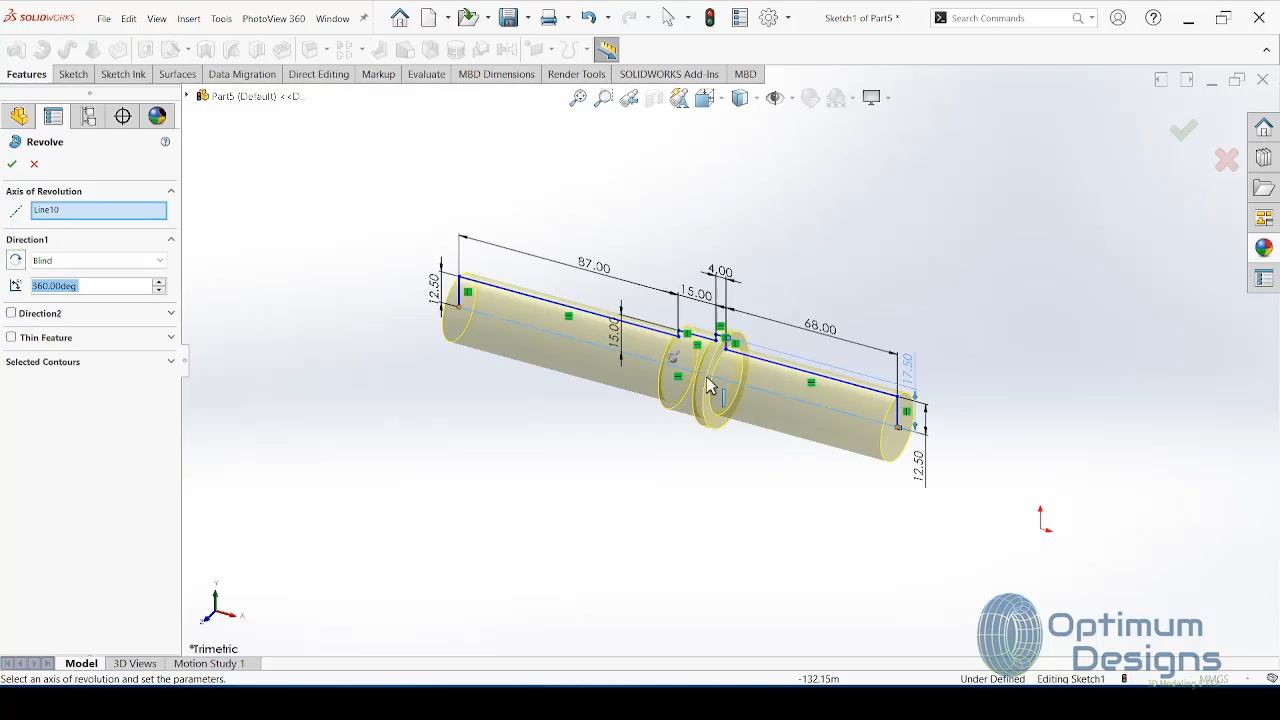 SOLIDWORKS File Edit View Insert Tools PhotoView 360 Window Sketch1 of Part5 * Search Commands
Features Sketch Sketch Ink Surfaces Data Migration Direct Editing Markup Evaluate MBD Dimensions Render Tools SOLIDWORKS Add-Ins MBD
Part5 (Default) <<D...
Revolve
Axis of Revolution
Line10
Direction1
Blind
360.00deg
Direction2
Thin Feature
Selected Contours
87.00
4.00
15.00
68.00
12.50
15.00
17.50
12.50
Y
X
Z
*Trimetric
Optimum
Designs
Model 3D Views Motion Study 1
Select an axis of revolution and set the parameters. -132.15m Under Defined Editing Sketch1 MMGS